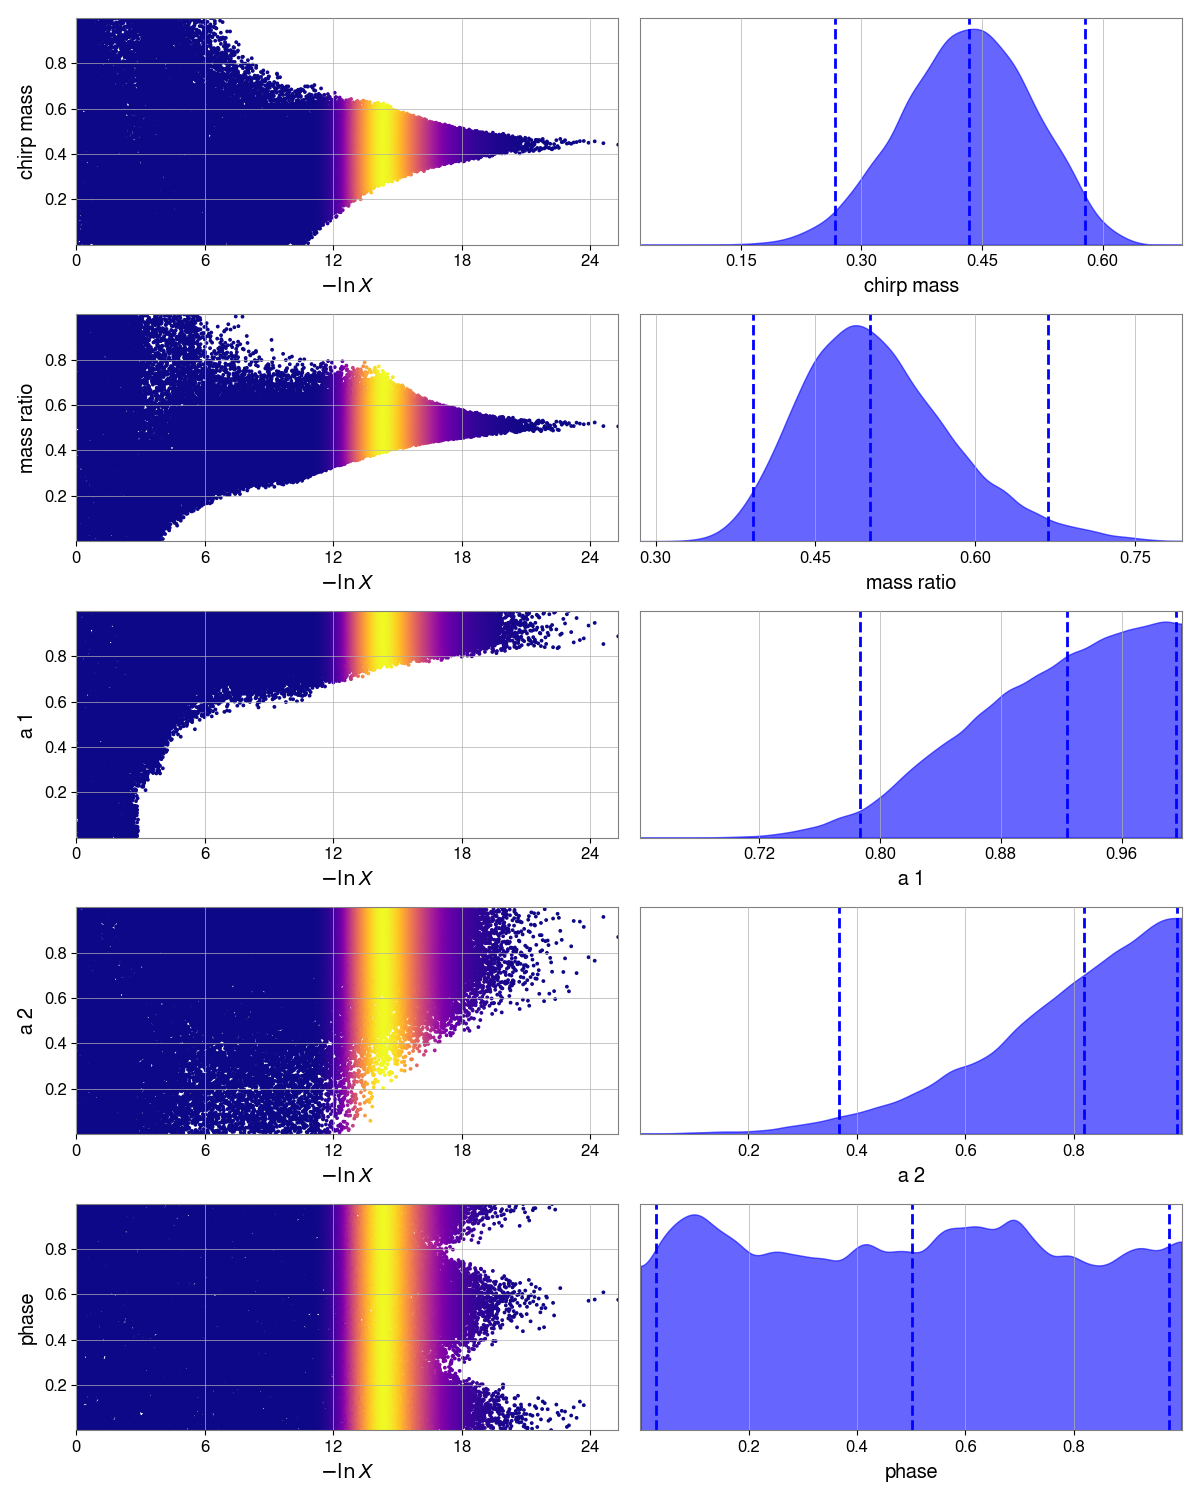 0.8
0.6
0.4
0.2
chirp mass
0 6 12 18 24
−ln X
0.15 0.30 0.45 0.60
chirp mass
0.8
0.6
0.4
0.2
mass ratio
0 6 12 18 24
−ln X
0.30 0.45 0.60 0.75
mass ratio
0.8
0.6
0.4
0.2
a 1
0 6 12 18 24
−ln X
0.72 0.80 0.88 0.96
a 1
0.8
0.6
0.4
0.2
a 2
0 6 12 18 24
−ln X
0.2 0.4 0.6 0.8
a 2
0.8
0.6
0.4
0.2
phase
0 6 12 18 24
−ln X
0.2 0.4 0.6 0.8
phase